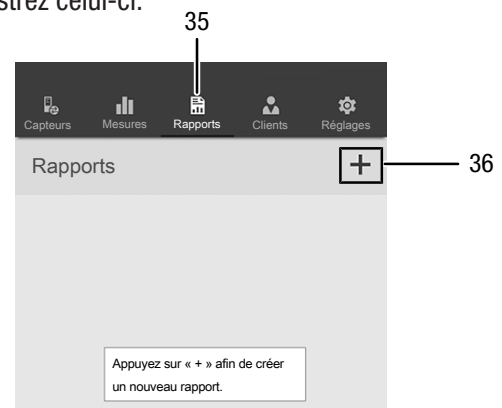 strez celui-ci.
35
Capteurs Mesures Rapports Clients Réglages
Rapports
36
Appuyez sur « + » afin de créer
un nouveau rapport.